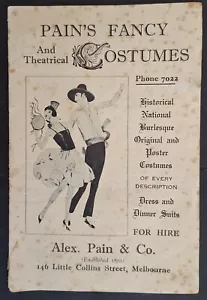 PAIN'S FANCY
And
Theatrical
COSTUMES
Phone 7022
Historical
National
Burlesque
Original and
Poster
Costumes
OF EVERY
DESCRIPTION
Dress and
Dinner Suits
FOR HIRE
Alex. Pain & Co.
(Established
146 Little Collins Street, Melbourne